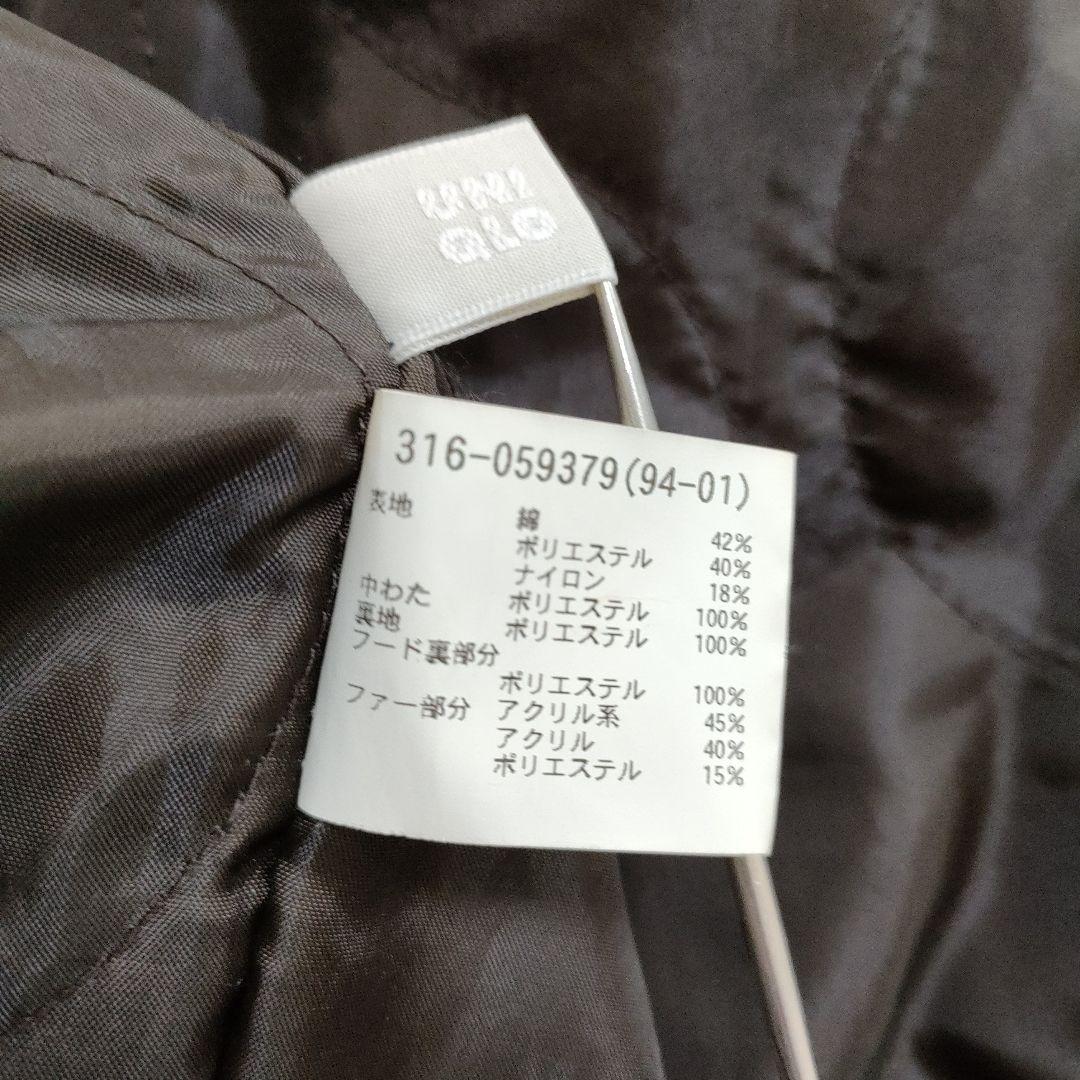 316-059379(94-01)
表地 綿 42%
ポリエステル 40%
ナイロン 18%
中わた ポリエステル 100%
裏地 ポリエステル 100%
フード裏部分
ポリエステル 100%
ファー部分 アクリル系 45%
アクリル 40%
ポリエステル 15%